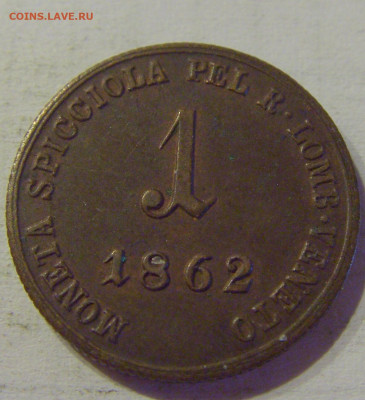 COINS.LAVE.RU
MONETA SPICCIOLA PEL R·LOMB·VENETO
1
1862